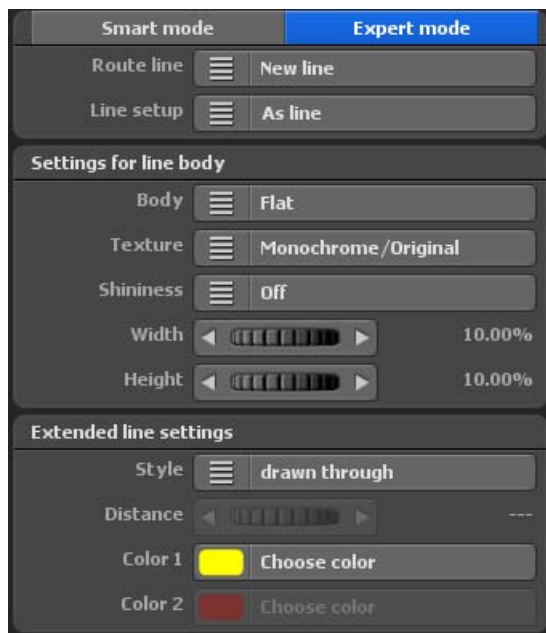 Smart mode Expert mode
Route line New line
Line setup As line
Settings for line body
Body Flat
Texture Monochrome/Original
Shininess Off
Width 10.00%
Height 10.00%
Extended line settings
Style drawn through
Distance ---
Color 1 Choose color
Color 2 Choose color